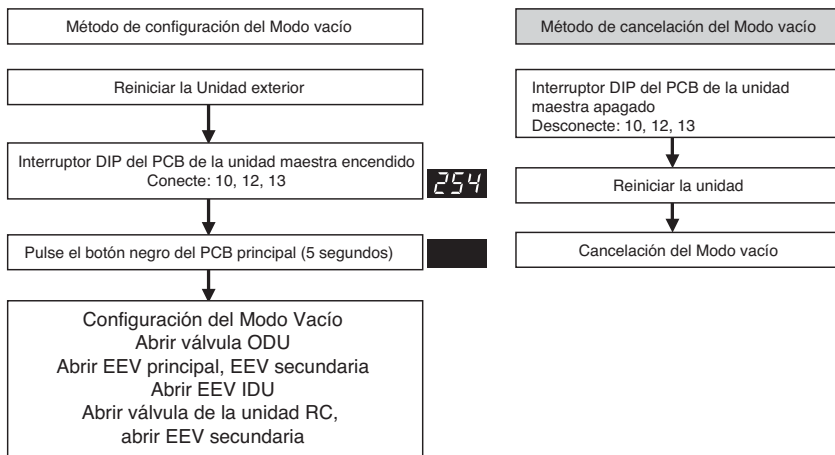 Método de configuración del Modo vacío
Reiniciar la Unidad exterior
Interruptor DIP del PCB de la unidad maestra encendido
Conecte: 10, 12, 13
254
Pulse el botón negro del PCB principal (5 segundos)
Configuración del Modo Vacío
Abrir válvula ODU
Abrir EEV principal, EEV secundaria
Abrir EEV IDU
Abrir válvula de la unidad RC,
abrir EEV secundaria
Método de cancelación del Modo vacío
Interruptor DIP del PCB de la unidad
maestra apagado
Desconecte: 10, 12, 13
Reiniciar la unidad
Cancelación del Modo vacío